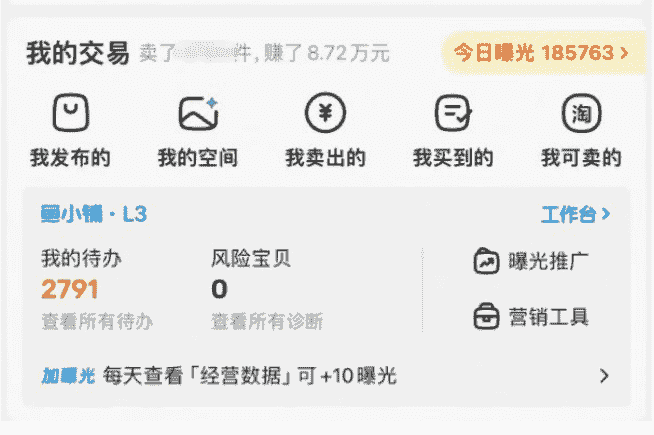 我的交易 卖了 件,赚了8.72万元 今日曝光 185763 >
我发布的 我的空间 我卖出的 我买到的 我可卖的
小铺·L3 工作台 >
我的待办 风险宝贝 曝光推广
2791 0
查看所有待办 查看所有诊断 营销工具
加曝光 每天查看「经营数据」可+10曝光 >